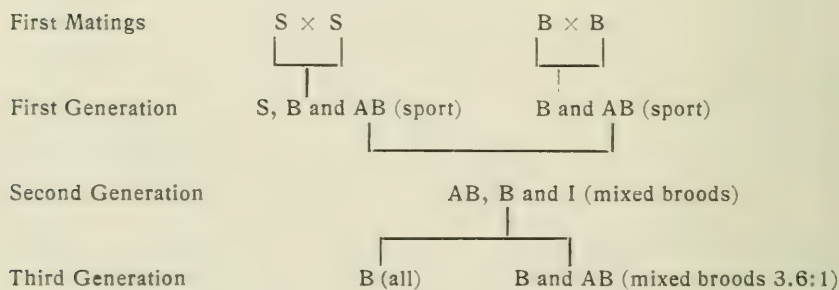 First Matings S × S B × B
First Generation S, B and AB (sport) B and AB (sport)
Second Generation AB, B and I (mixed broods)
Third Generation B (all) B and AB (mixed broods 3.6:1)